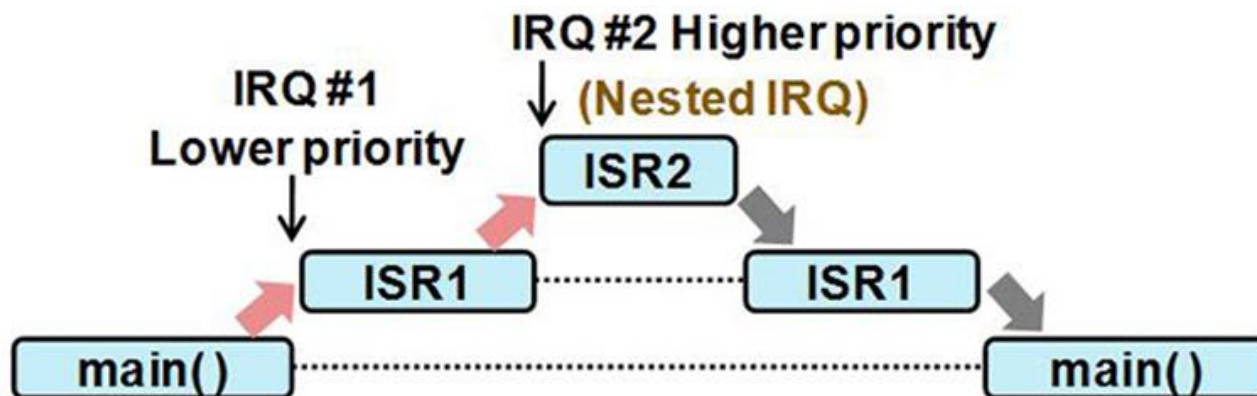 IRQ #2 Higher priority
(Nested IRQ)
IRQ #1
Lower priority
ISR2
ISR1
ISR1
main()
main()